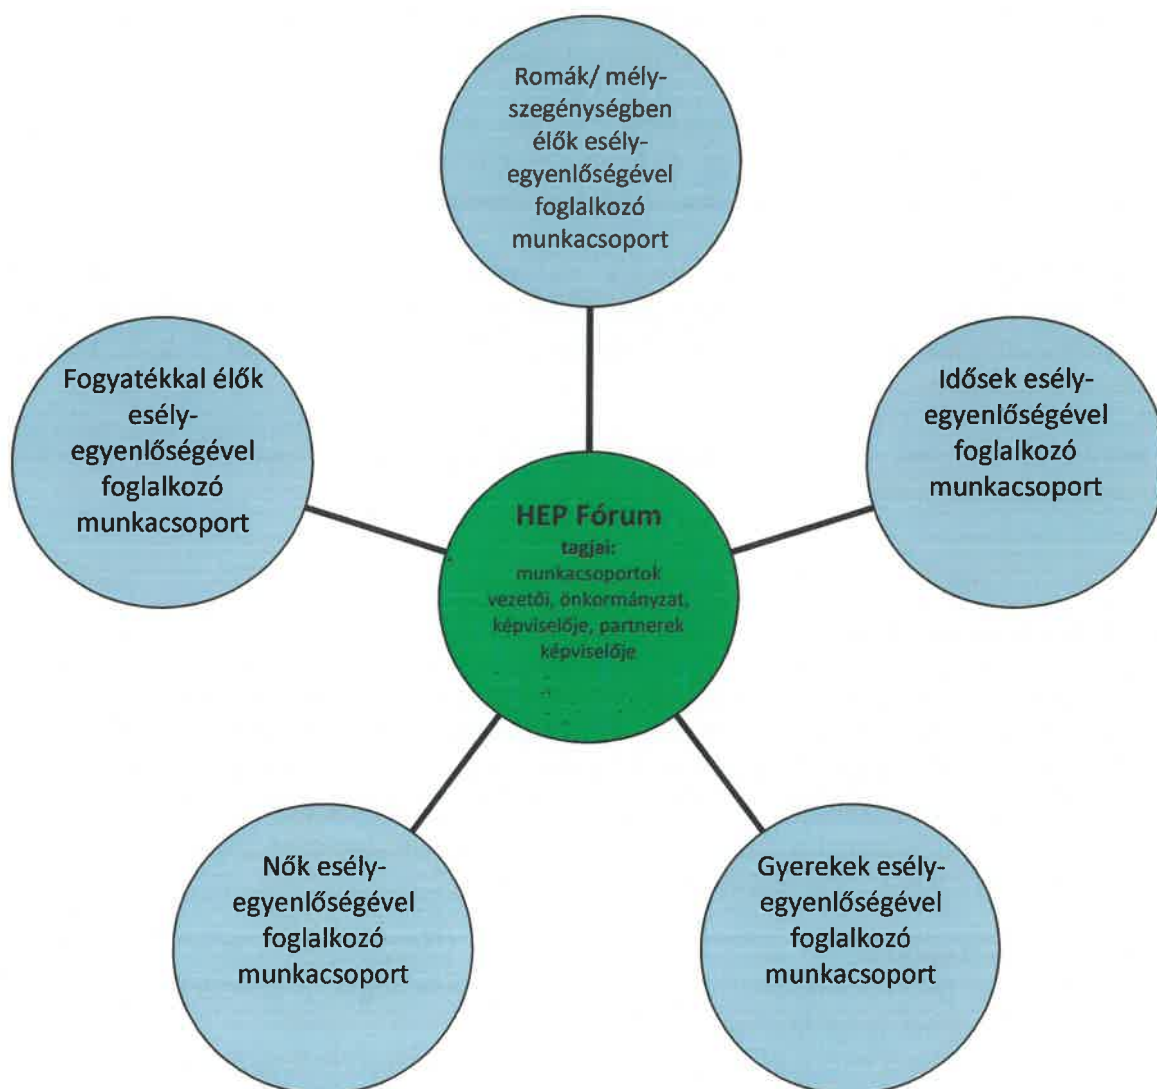 Romák/ mély-
szegénységben
élők esély-
egyenlőségével
foglalkozó
munkacsoport
Fogyatékkal élők
esély-
egyenlőségével
foglalkozó
munkacsoport
Idősek esély-
egyenlőségével
foglalkozó
munkacsoport
HEP Fórum
tagjai:
munkacsoportok
vezetői, önkormányzat,
képviselője, partnerek
képviselője
Nők esély-
egyenlőségével
foglalkozó
munkacsoport
Gyerekek esély-
egyenlőségével
foglalkozó
munkacsoport